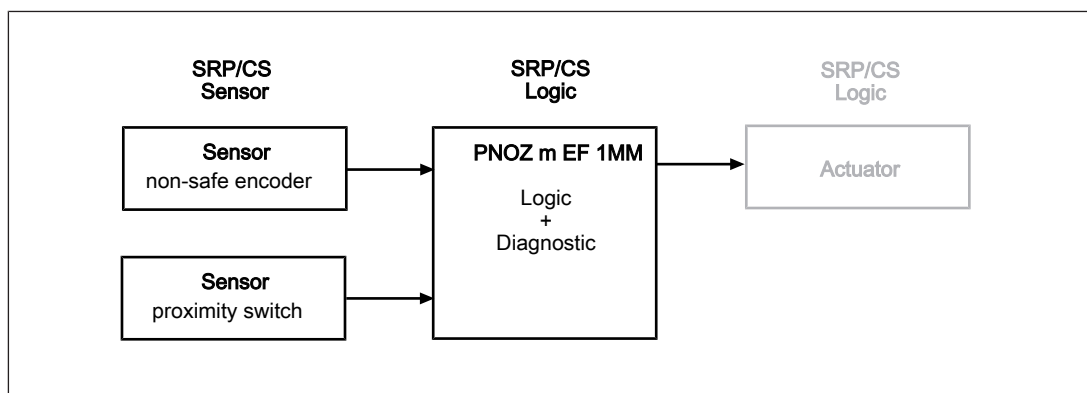 SRP/CS
Sensor
SRP/CS
Logic
SRP/CS
Logic
Sensor
non-safe encoder
PNOZ m EF 1MM
Logic
+
Diagnostic
Actuator
Sensor
proximity switch